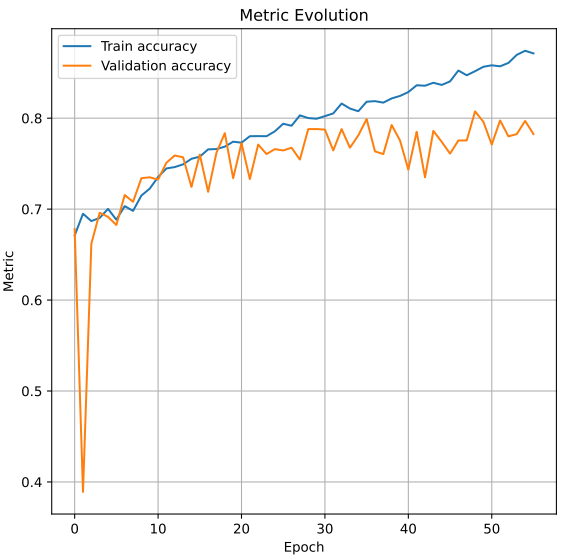 Metric Evolution
Train accuracy
Validation accuracy
Metric
0.8
0.7
0.6
0.5
0.4
0 10 20 30 40 50
Epoch